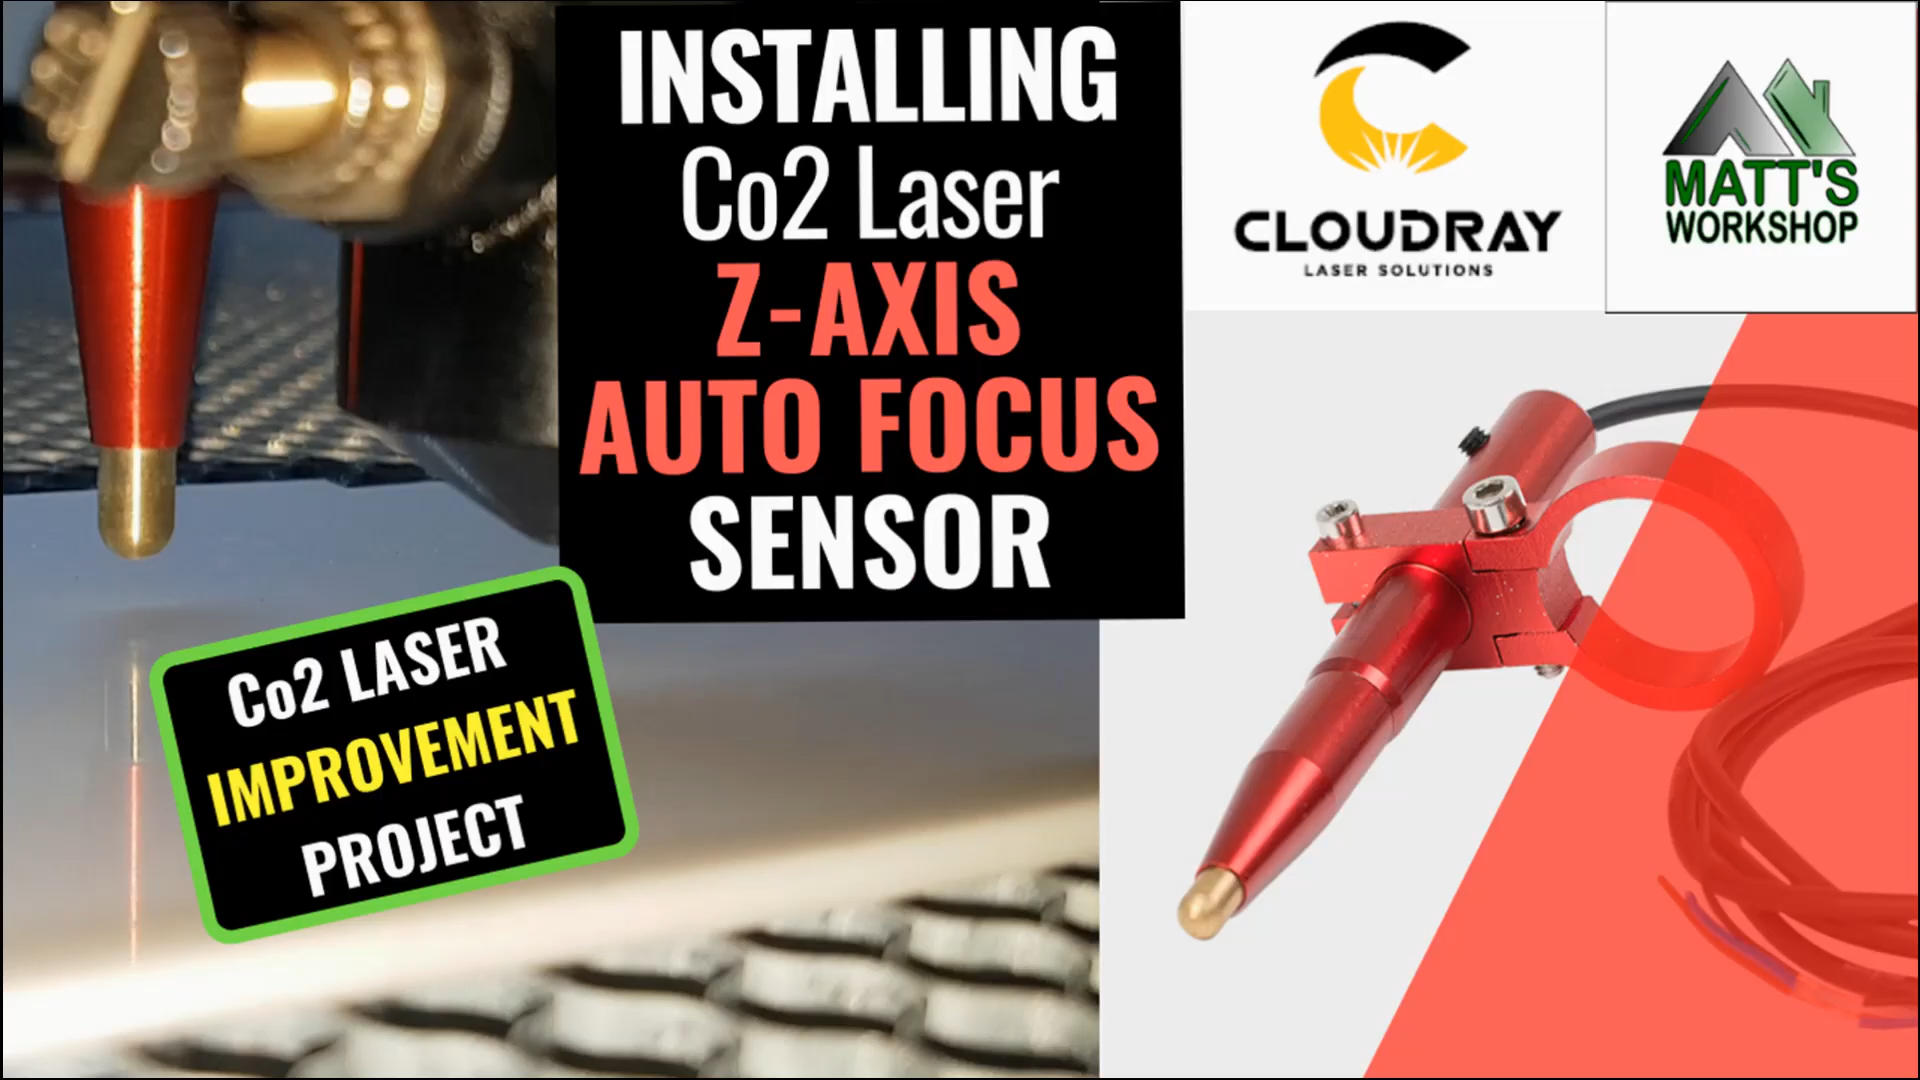 INSTALLING
Co2 Laser
Z-AXIS
AUTO FOCUS
SENSOR
CLOUDRAY
LASER SOLUTIONS
MATT'S
WORKSHOP
Co2 LASER
IMPROVEMENT
PROJECT